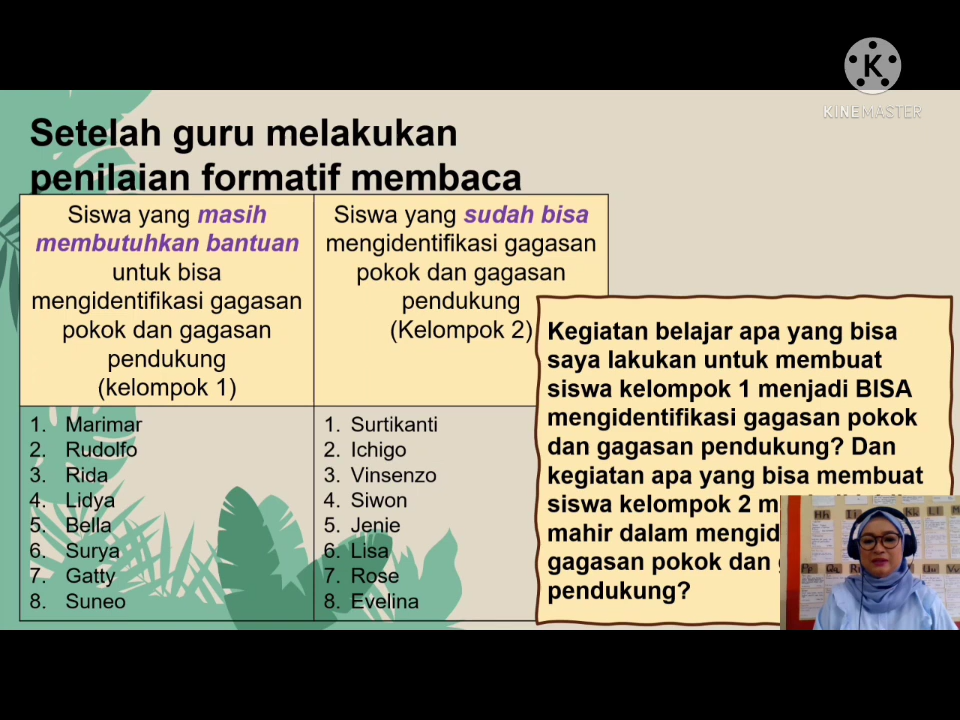 K
KINEMASTER
Setelah guru melakukan
penilaian formatif membaca
Siswa yang masih
membutuhkan bantuan
untuk bisa
mengidentifikasi gagasan
pokok dan gagasan
pendukung
(kelompok 1)
Siswa yang sudah bisa
mengidentifikasi gagasan
pokok dan gagasan
pendukung
(Kelompok 2)
1. Marimar
2. Rudolfo
3. Rida
4. Lidya
5. Bella
6. Surya
7. Gatty
8. Suneo
1. Surtikanti
2. Ichigo
3. Vinsenzo
4. Siwon
5. Jenie
6. Lisa
7. Rose
8. Evelina
Kegiatan belajar apa yang bisa
saya lakukan untuk membuat
siswa kelompok 1 menjadi BISA
mengidentifikasi gagasan pokok
dan gagasan pendukung? Dan
kegiatan apa yang bisa membuat
siswa kelompok 2
mahir dalam
gagasan pokok dan
pendukung?
Hh Ii Kk Ll